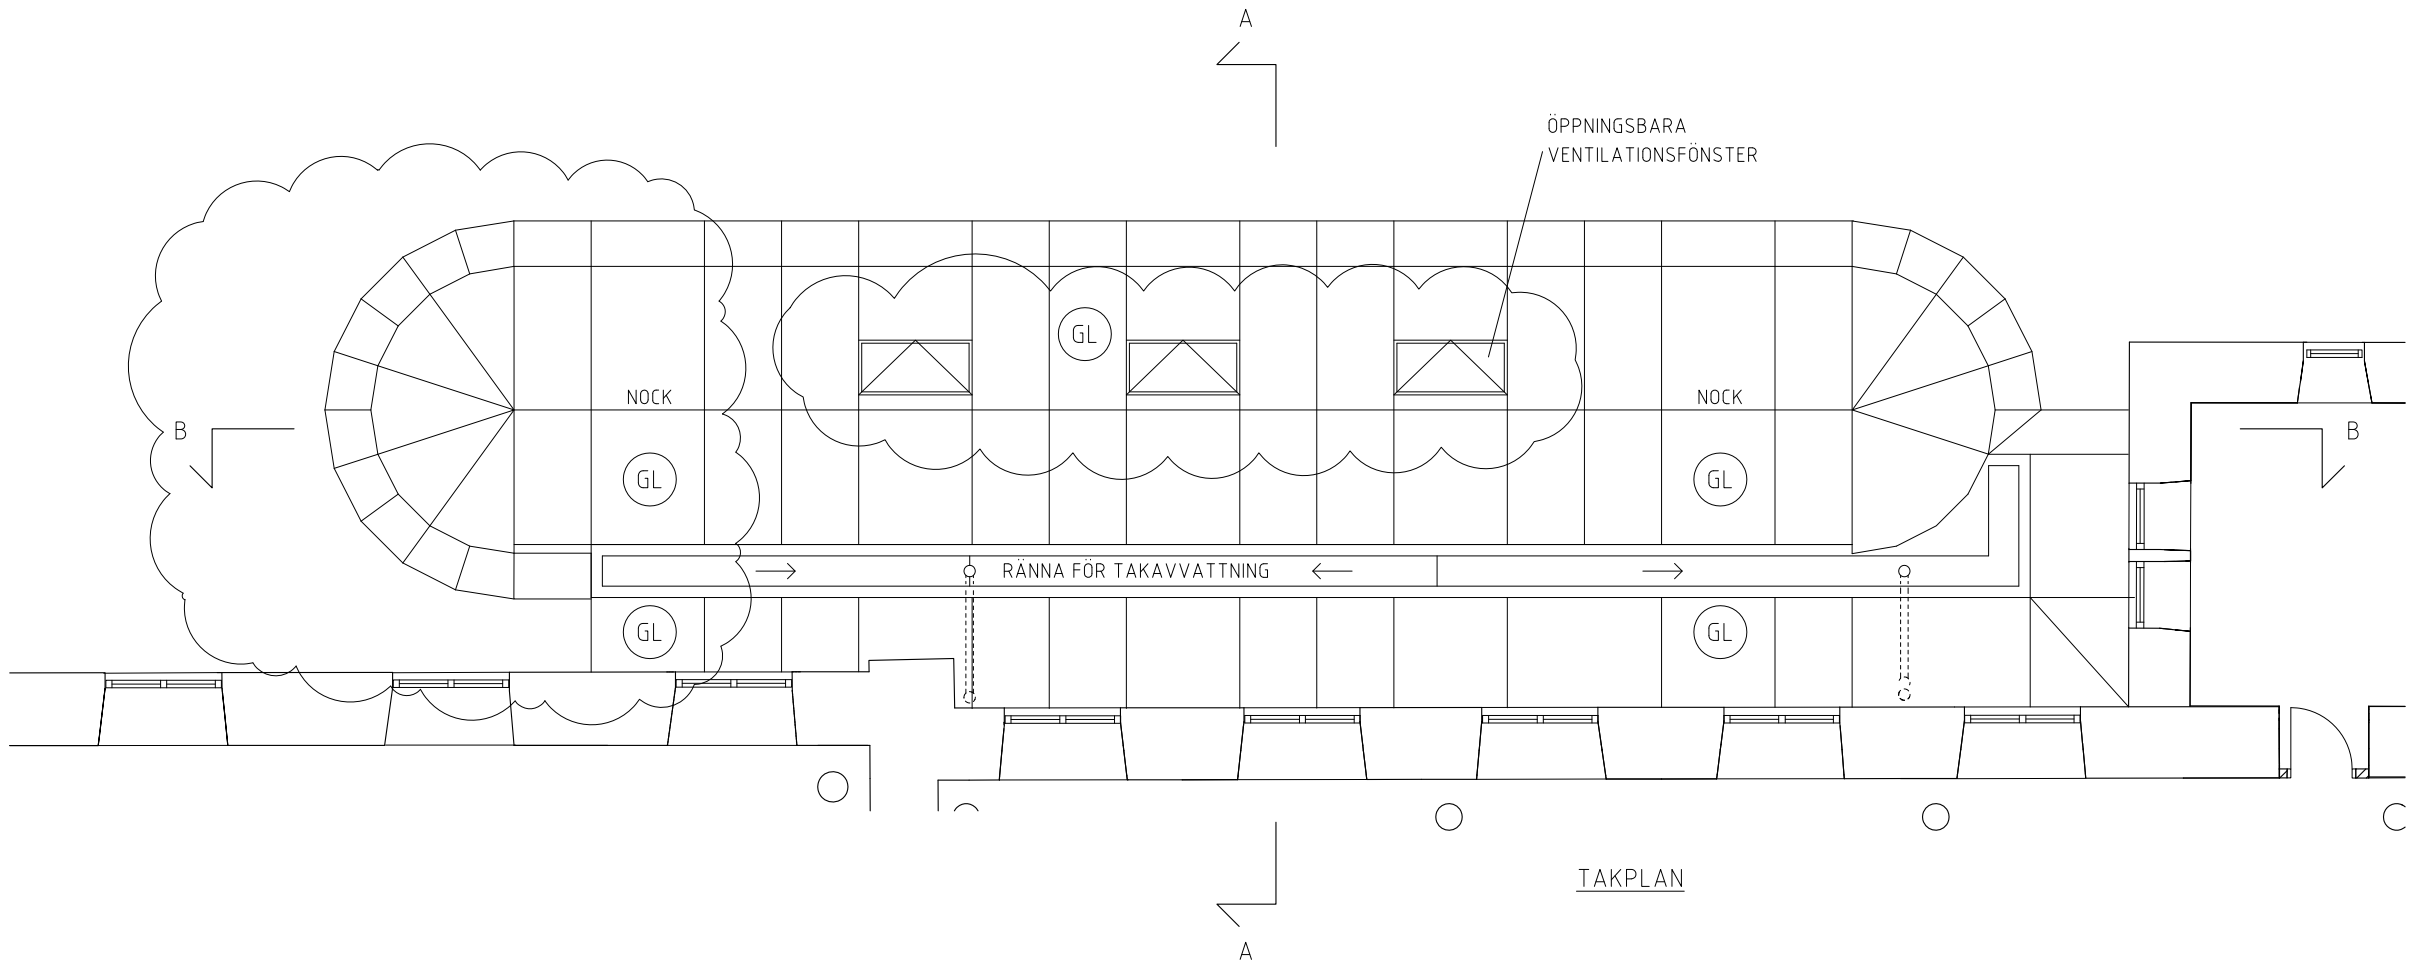 A
ÖPPNINGSBARA
VENTILATIONSFÖNSTER
GL
NOCK
NOCK
B
B
GL
GL
RÄNNA FÖR TAKAVVATTNING
GL
GL
TAKPLAN
A